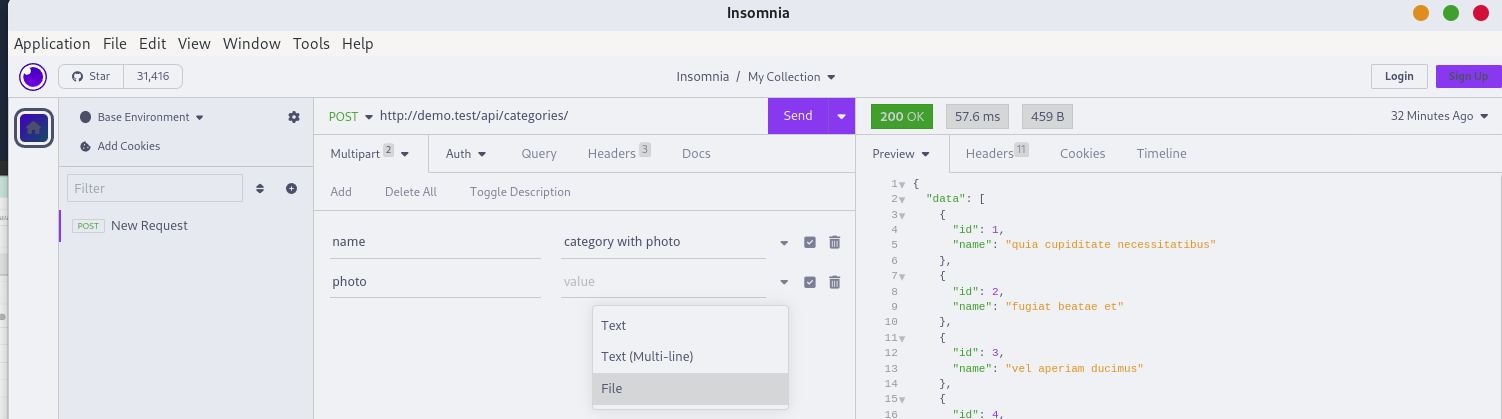 Insomnia
Application File Edit View Window Tools Help
Star 31,416
Insomnia / My Collection
Login Sign Up
Base Environment
POST http://demo.test/api/categories/ Send
200 OK 57.6 ms 459 B 32 Minutes Ago
Add Cookies
Multipart 2 Auth Query Headers 3 Docs
Preview Headers 11 Cookies Timeline
Filter
Add Delete All Toggle Description
POST New Request
name category with photo
photo value
Text
Text (Multi-line)
File
1 {
2 "data": [
3 {
4 "id": 1,
5 "name": "quia cupiditate necessitatibus"
6 },
7 {
8 "id": 2,
9 "name": "fugiat beatae et"
10 },
11 {
12 "id": 3,
13 "name": "vel aperiam ducimus"
14 },
15 {
16 "id": 4,